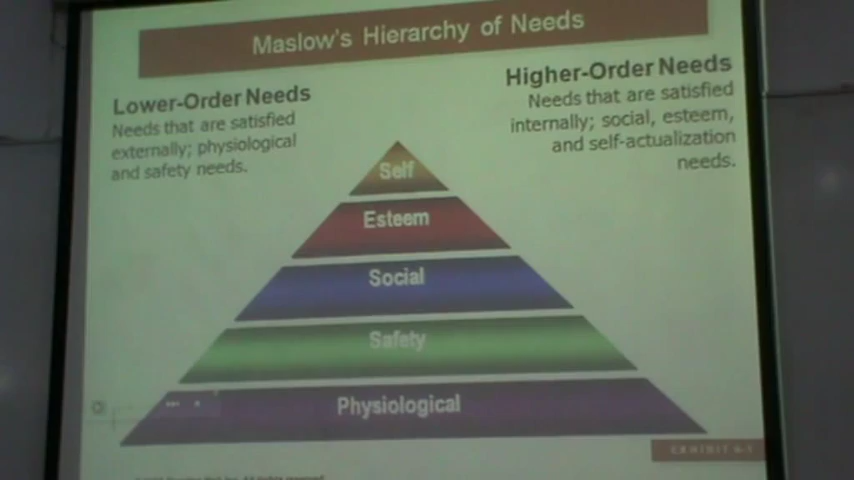 Maslow's Hierarchy of Needs
Lower-Order Needs
Needs that are satisfied
externally; physiological
and safety needs.
Higher-Order Needs
Needs that are satisfied
internally; social, esteem,
and self-actualization
needs.
Self
Esteem
Social
Safety
Physiological
EXHIBIT 6-1